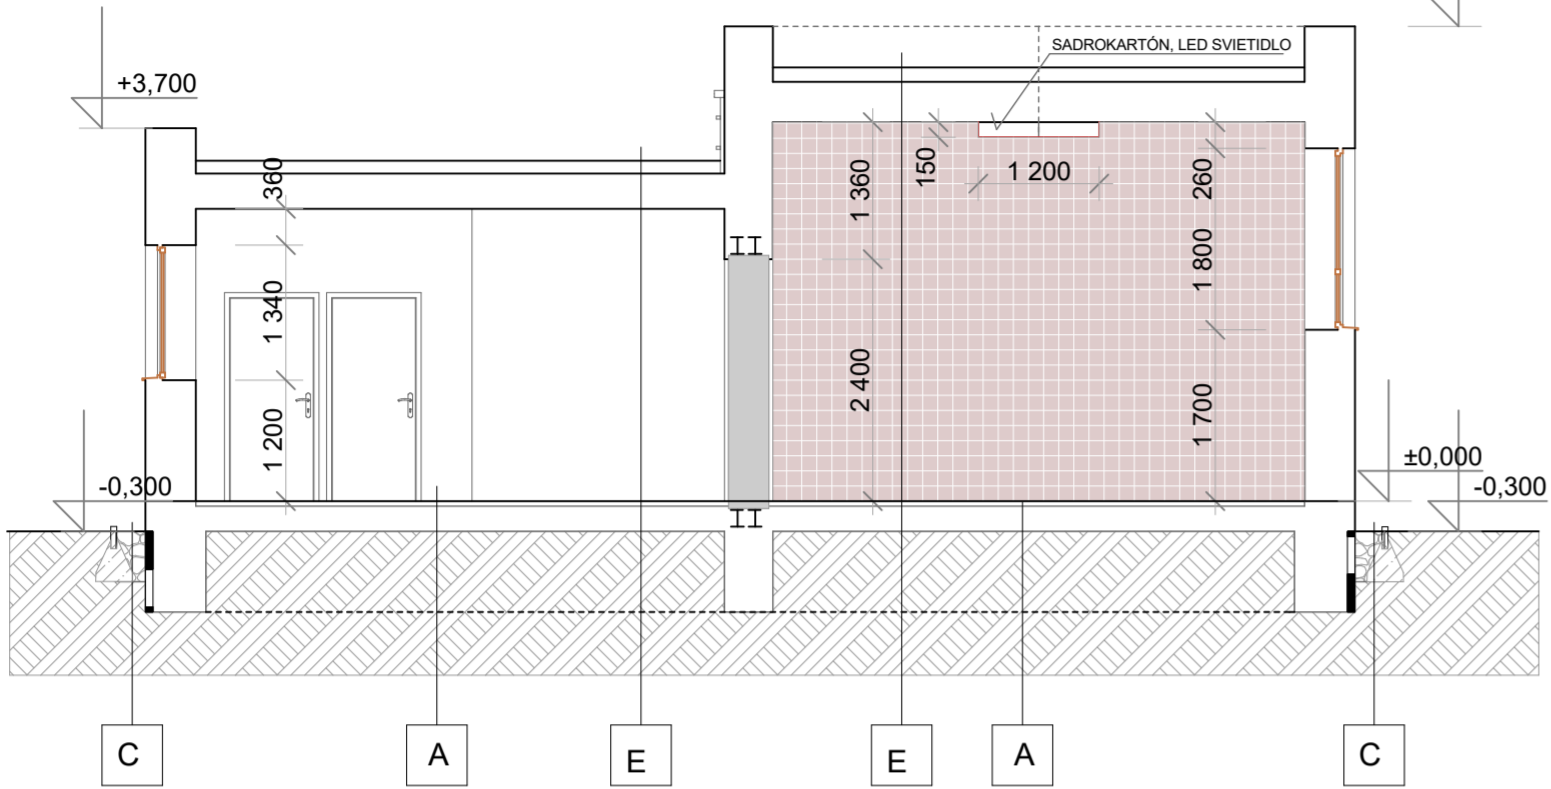 SADROKARTÓN, LED SVIETIDLO
+3,700
360
1 360
150
1 200
260
1 340
1 800
2 400
1 200
1 700
-0,300
±0,000
-0,300
C
A
E
E
A
C